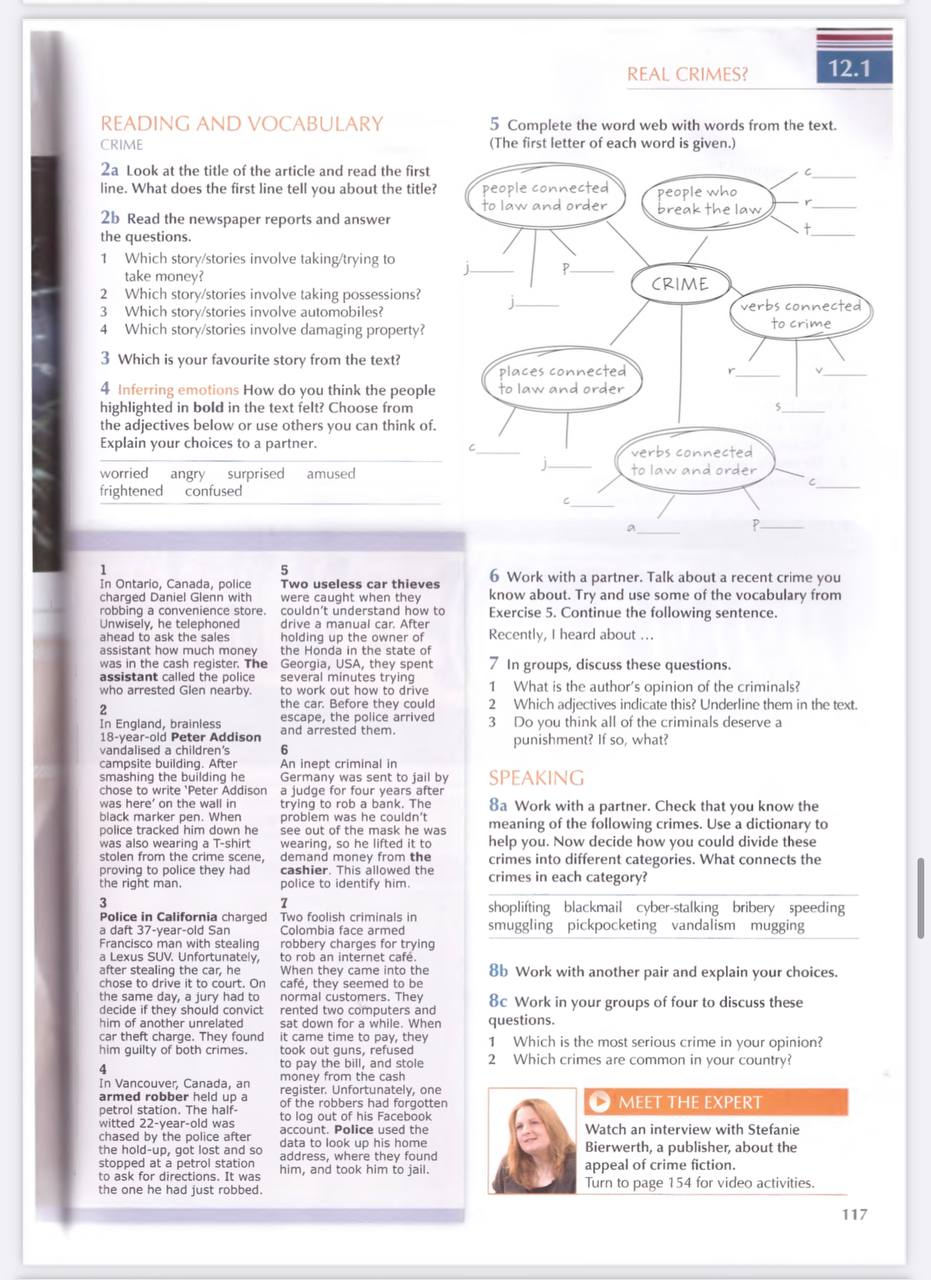 REAL CRIMES?
12.1
READING AND VOCABULARY
CRIME
2a Look at the title of the article and read the first
line. What does the first line tell you about the title?
2b Read the newspaper reports and answer
the questions.
1 Which story/stories involve taking/trying to
take money?
2 Which story/stories involve taking possessions?
3 Which story/stories involve automobiles?
4 Which story/stories involve damaging property?
3 Which is your favourite story from the text?
4 Inferring emotions How do you think the people
highlighted in bold in the text felt? Choose from
the adjectives below or use others you can think of.
Explain your choices to a partner.
worried angry surprised amused
frightened confused
1
In Ontario, Canada, police
charged Daniel Glenn with
robbing a convenience store.
Unwisely, he telephoned
ahead to ask the sales
assistant how much money
was in the cash register. The
assistant called the police
who arrested Glen nearby.
2
In England, brainless
18-year-old Peter Addison
vandalised a children's
campsite building. After
smashing the building he
chose to write 'Peter Addison
was here' on the wall in
black marker pen. When
police tracked him down he
was also wearing a T-shirt
stolen from the crime scene,
proving to police they had
the right man.
3
Police in California charged
a daft 37-year-old San
Francisco man with stealing
a Lexus SUV. Unfortunately,
after stealing the car, he
chose to drive it to court. On
the same day, a jury had to
decide if they should convict
him of another unrelated
car theft charge. They found
him guilty of both crimes.
4
In Vancouver, Canada, an
armed robber held up a
petrol station. The half-
witted 22-year-old was
chased by the police after
the hold-up, got lost and so
stopped at a petrol station
to ask for directions. It was
the one he had just robbed.
5
Two useless car thieves
were caught when they
couldn't understand how to
drive a manual car. After
holding up the owner of
the Honda in the state of
Georgia, USA, they spent
several minutes trying
to work out how to drive
the car. Before they could
escape, the police arrived
and arrested them.
6
An inept criminal in
Germany was sent to jail by
a judge for four years after
trying to rob a bank. The
problem was he couldn't
see out of the mask he was
wearing, so he lifted it to
demand money from the
cashier. This allowed the
police to identify him.
7
Two foolish criminals in
Colombia face armed
robbery charges for trying
to rob an internet café.
When they came into the
café, they seemed to be
normal customers. They
rented two computers and
sat down for a while. When
it came time to pay, they
took out guns, refused
to pay the bill, and stole
money from the cash
register. Unfortunately, one
of the robbers had forgotten
to log out of his Facebook
account. Police used the
data to look up his home
address, where they found
him, and took him to jail.
5 Complete the word web with words from the text.
(The first letter of each word is given.)
people connected
to law and order
j____
j____
p____
people who
break the law
c____
r____
t____
CRIME
verbs connected
to crime
r____
s____
v____
places connected
to law and order
c____
j____
verbs connected
to law and order
c____
a____
p____
c____
6 Work with a partner. Talk about a recent crime you
know about. Try and use some of the vocabulary from
Exercise 5. Continue the following sentence.
Recently, I heard about ...
7 In groups, discuss these questions.
1 What is the author's opinion of the criminals?
2 Which adjectives indicate this? Underline them in the text.
3 Do you think all of the criminals deserve a
punishment? If so, what?
SPEAKING
8a Work with a partner. Check that you know the
meaning of the following crimes. Use a dictionary to
help you. Now decide how you could divide these
crimes into different categories. What connects the
crimes in each category?
shoplifting blackmail cyber-stalking bribery speeding
smuggling pickpocketing vandalism mugging
8b Work with another pair and explain your choices.
8c Work in your groups of four to discuss these
questions.
1 Which is the most serious crime in your opinion?
2 Which crimes are common in your country?
MEET THE EXPERT
Watch an interview with Stefanie
Bierwerth, a publisher, about the
appeal of crime fiction.
Turn to page 154 for video activities.
117